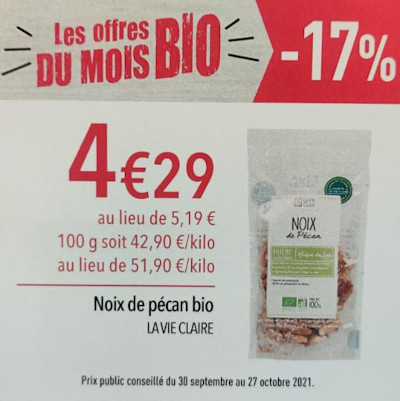 Les offres
DU MOIS BIO
-17%
4€29
au lieu de 5,19 €
100 g soit 42,90 €/kilo
au lieu de 51,90 €/kilo
Noix de pécan bio
LA VIE CLAIRE
NOIX
de Pécan
100g
Prix public conseillé du 30 septembre au 27 octobre 2021.